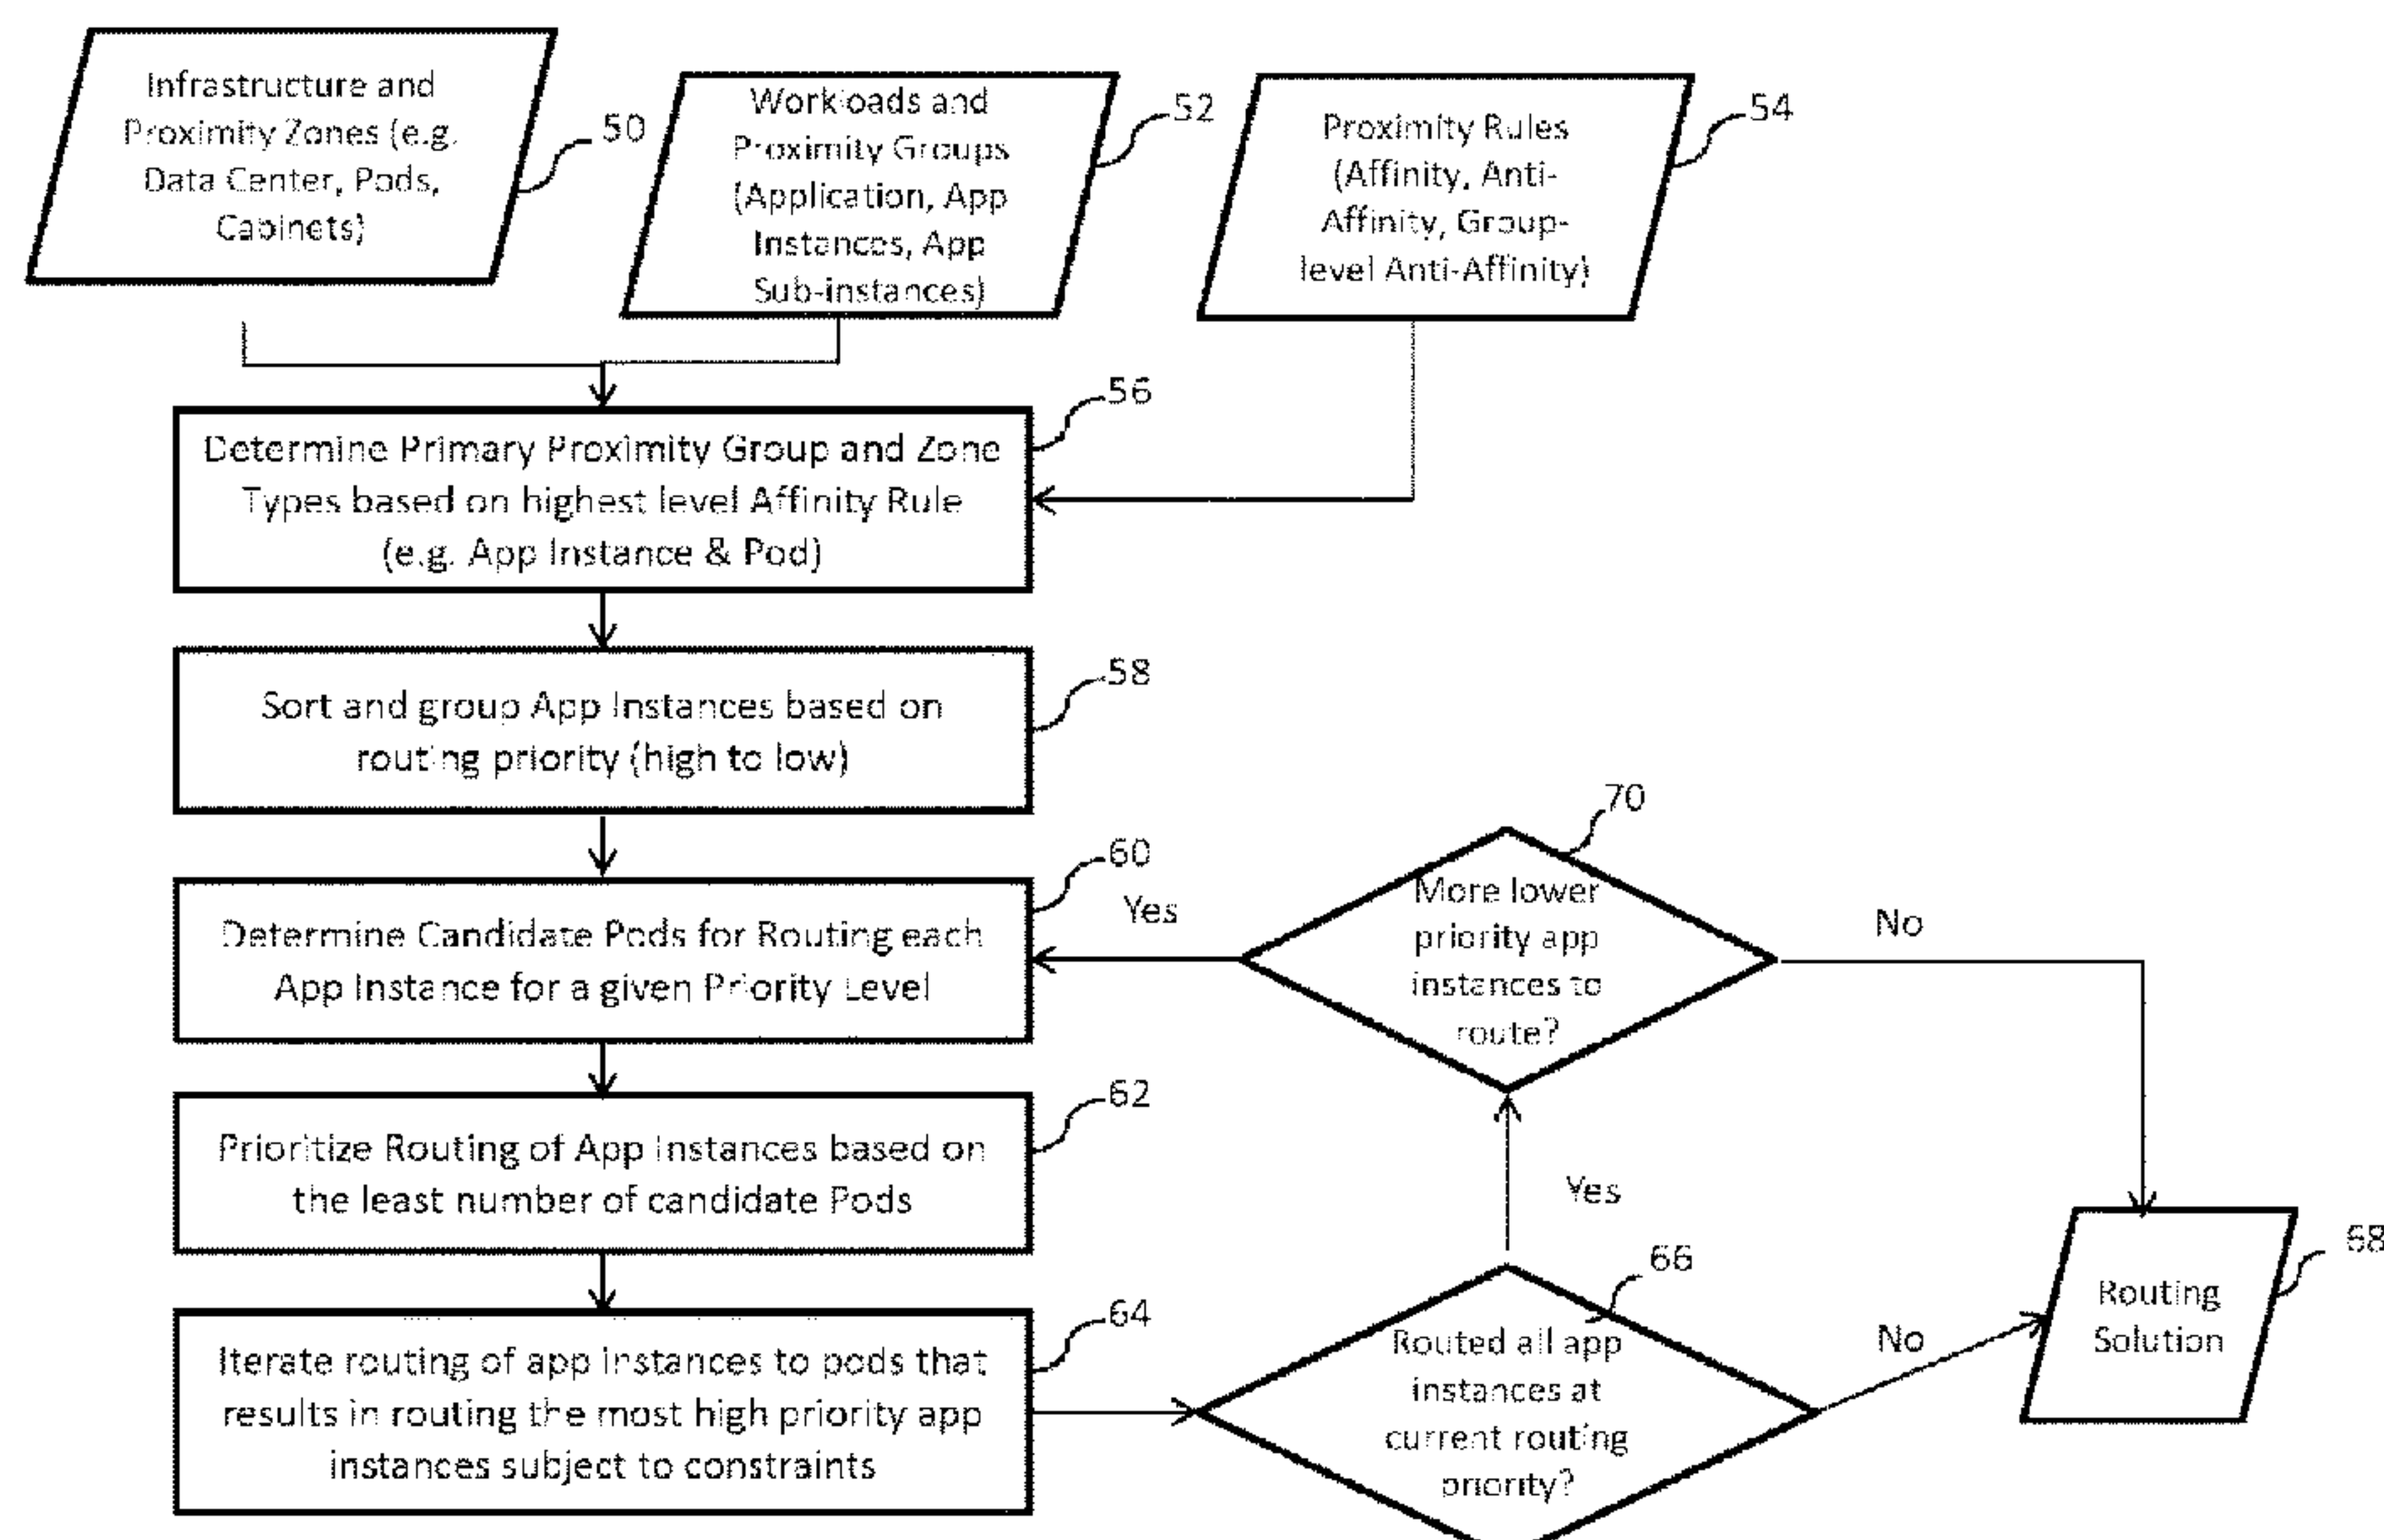 Infrastructure and
Proximity Zones (e.g.
Data Center, Pods,
Cabinets)
50
Workloads and
Proximity Groups
(Application, App
Instances, App
Sub-instances)
52
Proximity Rules
(Affinity, Anti-
Affinity, Group-
level Anti-Affinity)
54
56
Determine Primary Proximity Group and Zone
Types based on highest level Affinity Rule
(e.g. App Instance & Pod)
58
Sort and group App Instances based on
routing priority (high to low)
60
Determine Candidate Pods for Routing each
App Instance for a given Priority Level
Yes
70
More lower
priority app
instances to
route?
No
62
Prioritize Routing of App Instances based on
the least number of candidate Pods
Yes
64
Iterate routing of app instances to pods that
results in routing the most high priority app
instances subject to constraints
66
Routed all app
instances at
current routing
priority?
No
68
Routing
Solution